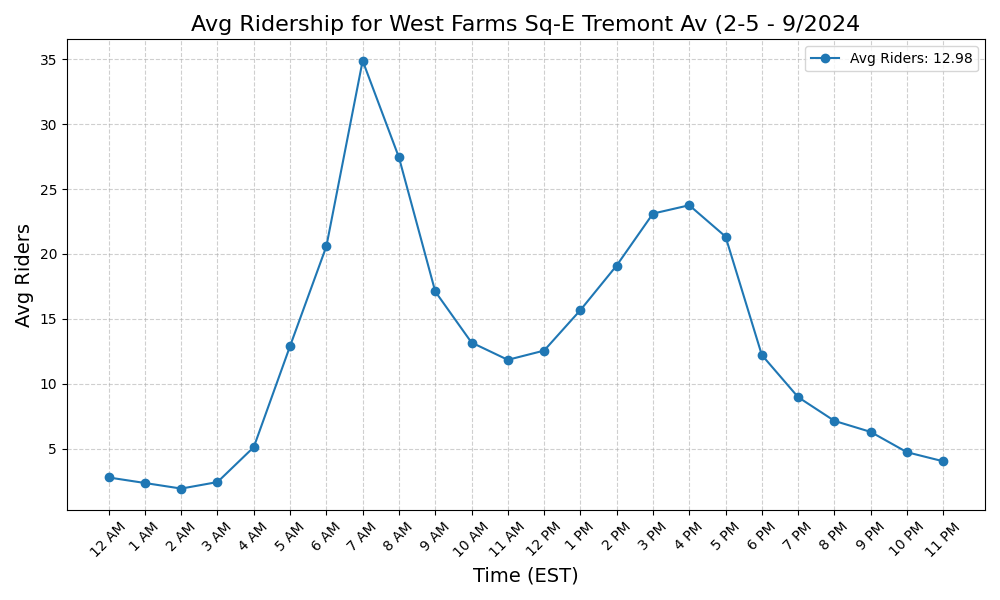 Avg Ridership for West Farms Sq-E Tremont Av (2-5 - 9/2024
Avg Riders: 12.98
Avg Riders
35
30
25
20
15
10
5
12 AM
1 AM
2 AM
3 AM
4 AM
5 AM
6 AM
7 AM
8 AM
9 AM
10 AM
11 AM
12 PM
1 PM
2 PM
3 PM
4 PM
5 PM
6 PM
7 PM
8 PM
9 PM
10 PM
11 PM
Time (EST)